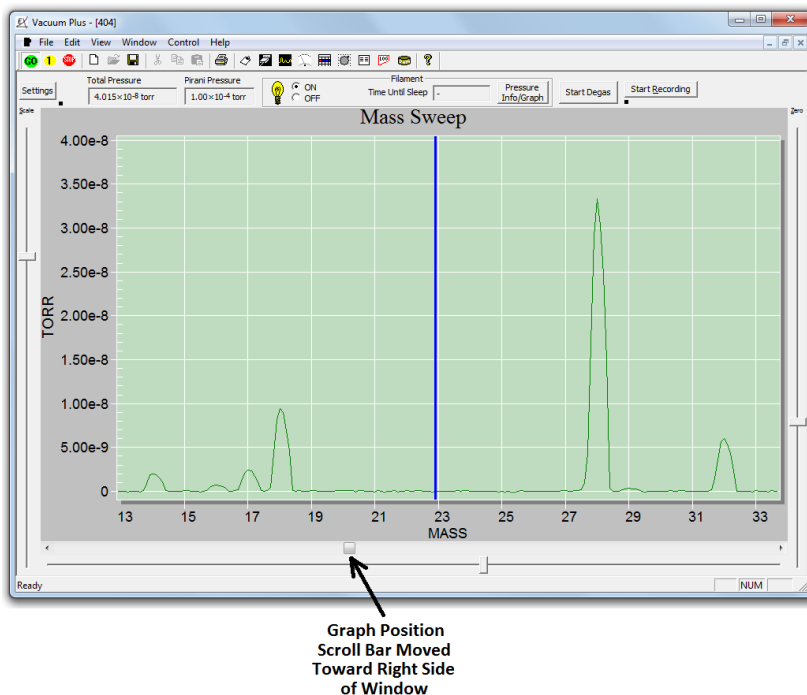 Vacuum Plus - [404]
File Edit View Window Control Help
GO 1 STOP
Settings
Total Pressure
4.015×10-8 torr
Pirani Pressure
1.00×10-4 torr
Filament
ON
OFF
Time Until Sleep -
Pressure
Info/Graph
Start Degas
Start Recording
Scale
Zero
Mass Sweep
4.00e-8
3.50e-8
3.00e-8
2.50e-8
2.00e-8
1.50e-8
1.00e-8
5.00e-9
0
TORR
13 15 17 19 21 23 25 27 29 31 33
MASS
Ready
NUM
Graph Position
Scroll Bar Moved
Toward Right Side
of Window